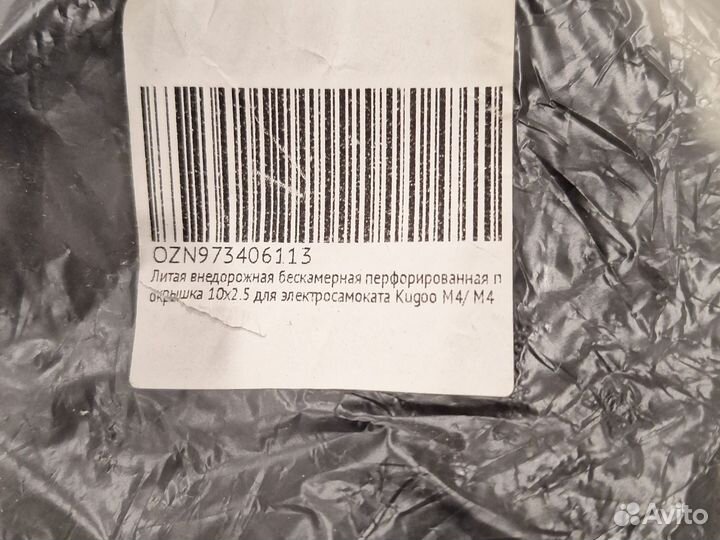 OZN973406113
Литая внедорожная бескамерная перфорированная п
окрышка 10x2.5 для электросамоката Kugoo M4/ M4
Avito